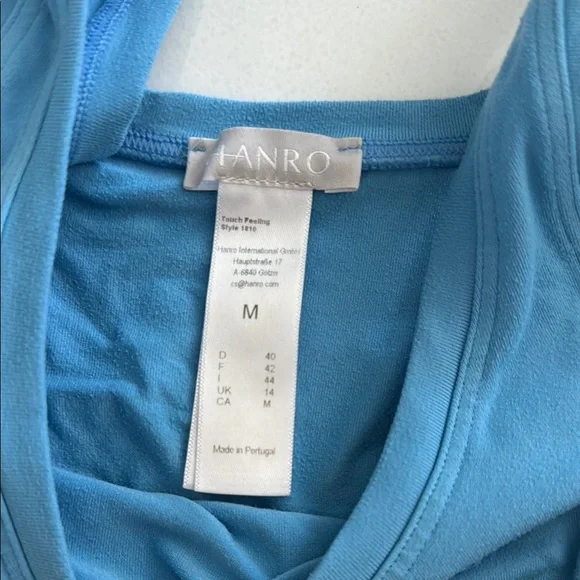 HANRO
Touch Feeling
Style 1810
Hanro International GmbH
Hauptstraße 17
A-6840 Götzis
cs@hanro.com
M
D 40
F 42
I 44
UK 14
CA M
Made in Portugal